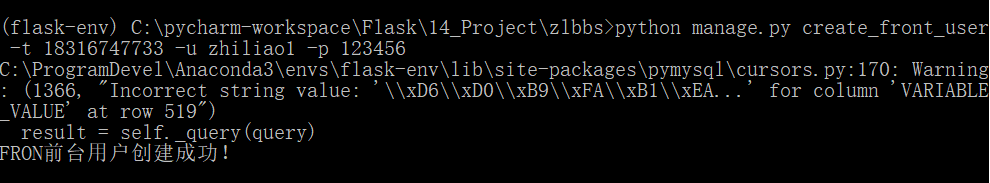 (flask-env) C:\pycharm-workspace\Flask\14_Project\zlbbs>python manage.py create_front_user
 -t 18316747733 -u zhiliao1 -p 123456
C:\ProgramDevel\Anaconda3\envs\flask-env\lib\site-packages\pymysql\cursors.py:170: Warning
: (1366, "Incorrect string value: '\\xD6\\xD0\\xB9\\xFA\\xB1\\xEA...' for column 'VARIABLE
_VALUE' at row 519")
  result = self._query(query)
FRON前台用户创建成功！